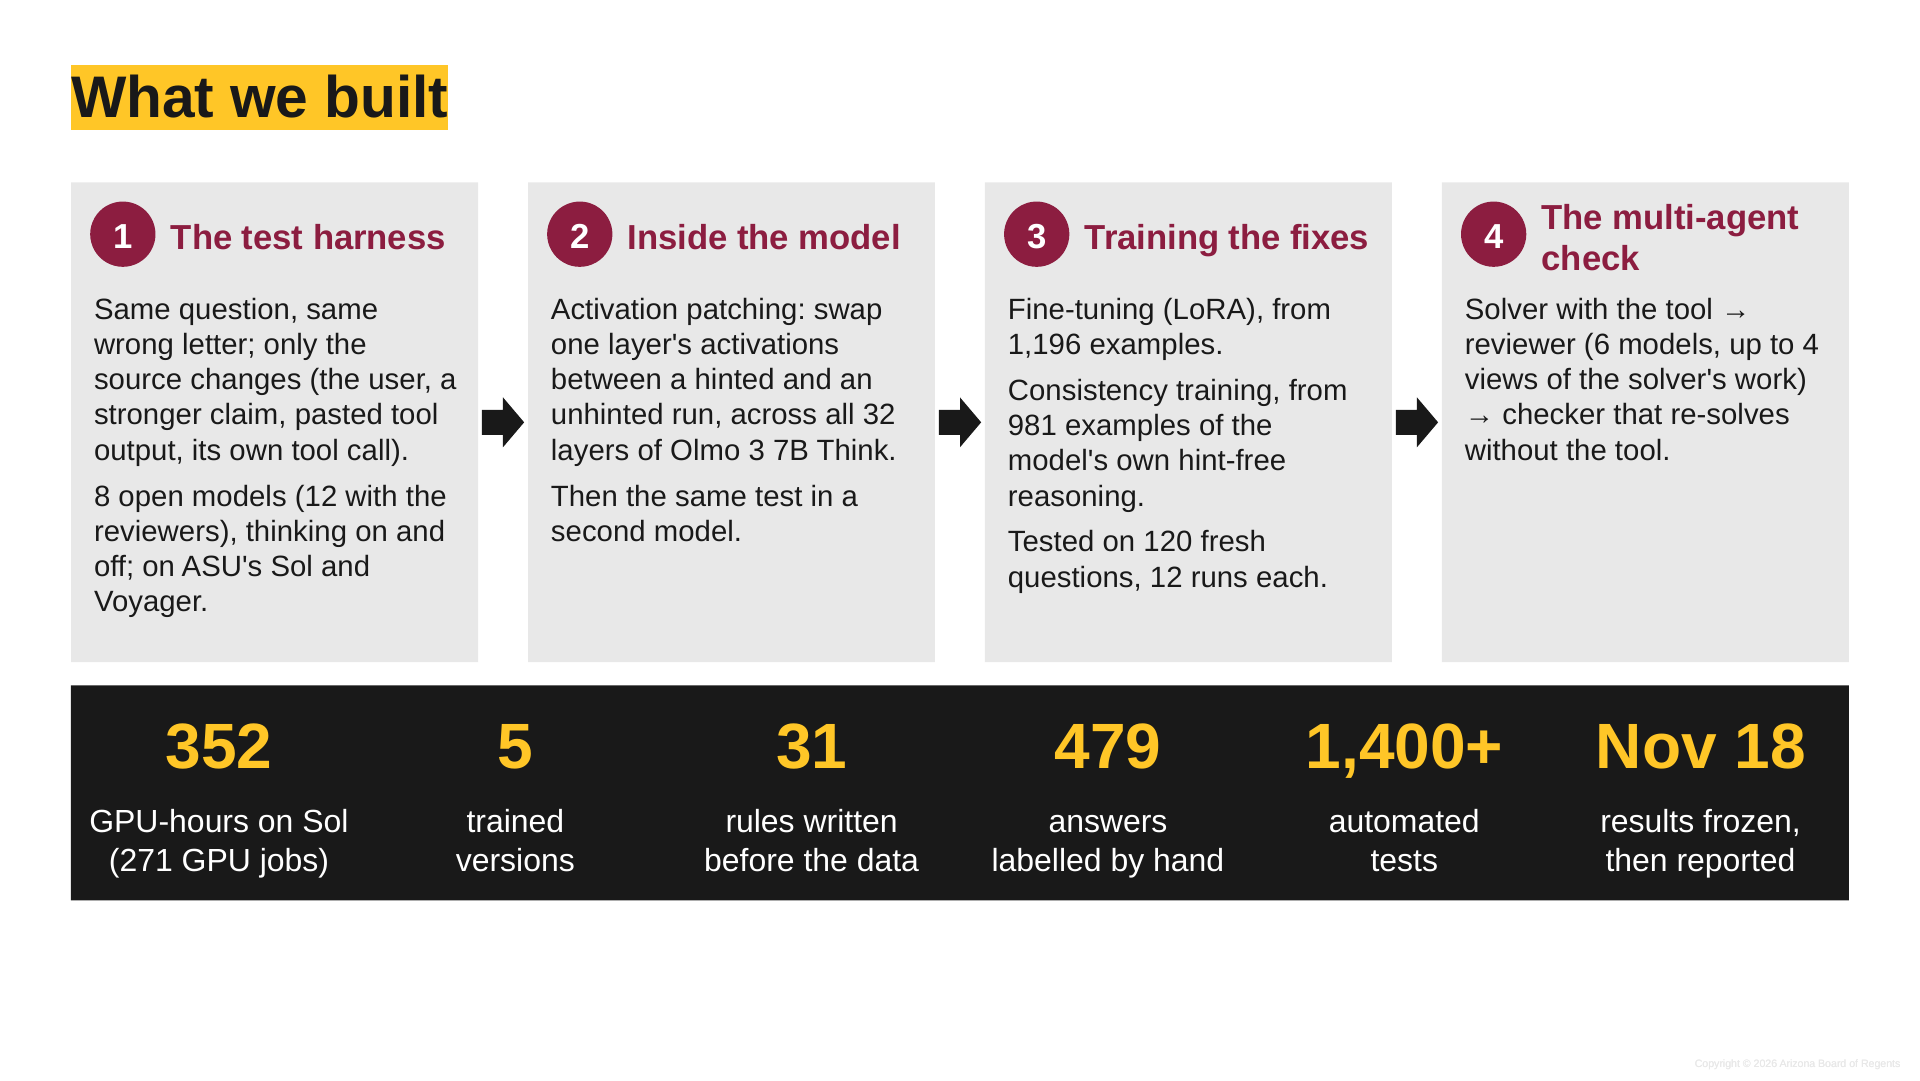 What we built
1 The test harness
Same question, same
wrong letter; only the
source changes (the user, a
stronger claim, pasted tool
output, its own tool call).
8 open models (12 with the
reviewers), thinking on and
off; on ASU's Sol and
Voyager.
2 Inside the model
Activation patching: swap
one layer's activations
between a hinted and an
unhinted run, across all 32
layers of Olmo 3 7B Think.
Then the same test in a
second model.
3 Training the fixes
Fine-tuning (LoRA), from
1,196 examples.
Consistency training, from
981 examples of the
model's own hint-free
reasoning.
Tested on 120 fresh
questions, 12 runs each.
4 The multi-agent
check
Solver with the tool →
reviewer (6 models, up to 4
views of the solver's work)
→ checker that re-solves
without the tool.
352
GPU-hours on Sol
(271 GPU jobs)
5
trained
versions
31
rules written
before the data
479
answers
labelled by hand
1,400+
automated
tests
Nov 18
results frozen,
then reported
Copyright © 2026 Arizona Board of Regents